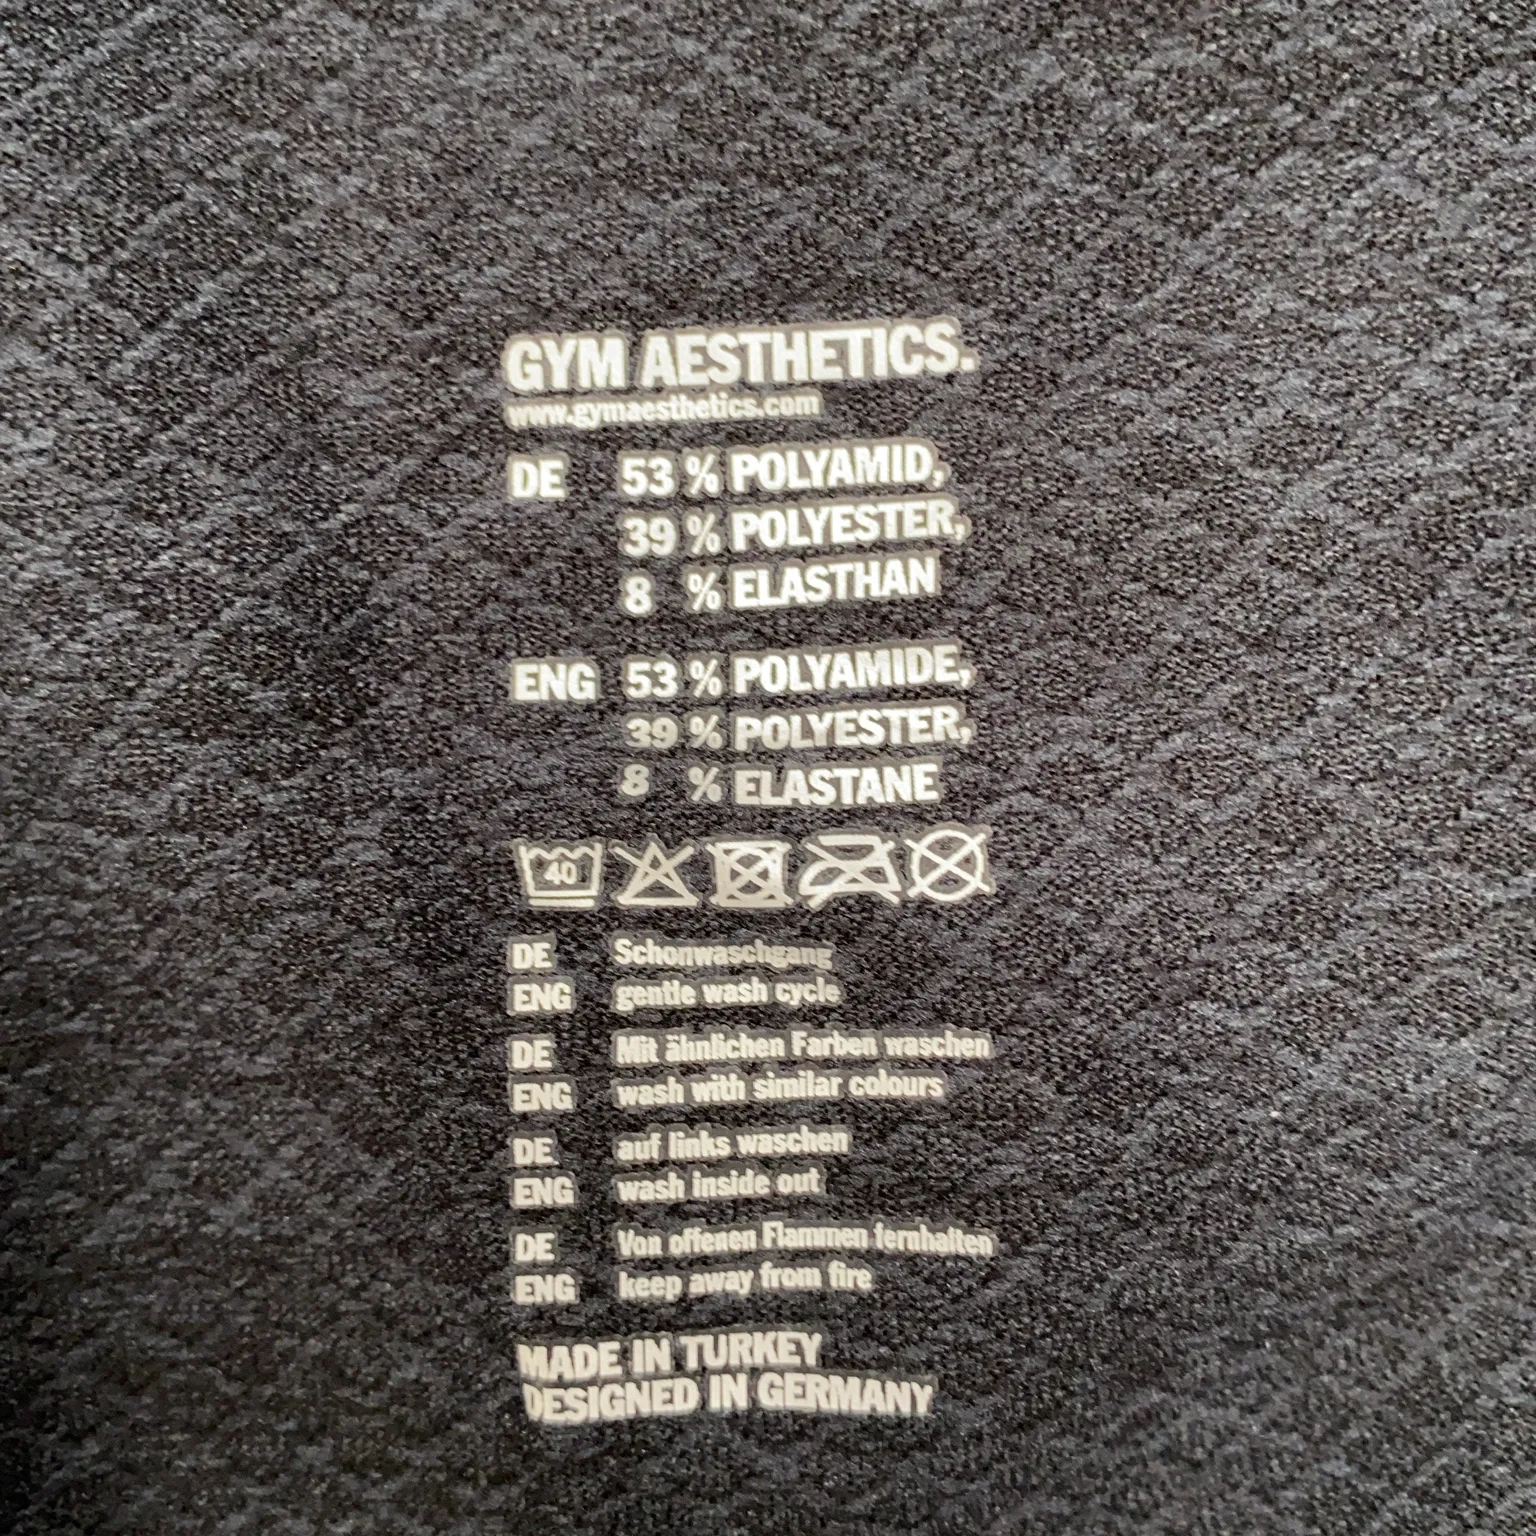 GYM AESTHETICS.
www.gymaesthetics.com
DE 53 % POLYAMID,
39 % POLYESTER,
8 % ELASTHAN
ENG 53 % POLYAMIDE,
39 % POLYESTER,
8 % ELASTANE
40
DE Schonwaschgang
ENG gentle wash cycle
DE Mit ähnlichen Farben waschen
ENG wash with similar colours
DE auf links waschen
ENG wash inside out
DE Von offenen Flammen fernhalten
ENG keep away from fire
MADE IN TURKEY
DESIGNED IN GERMANY